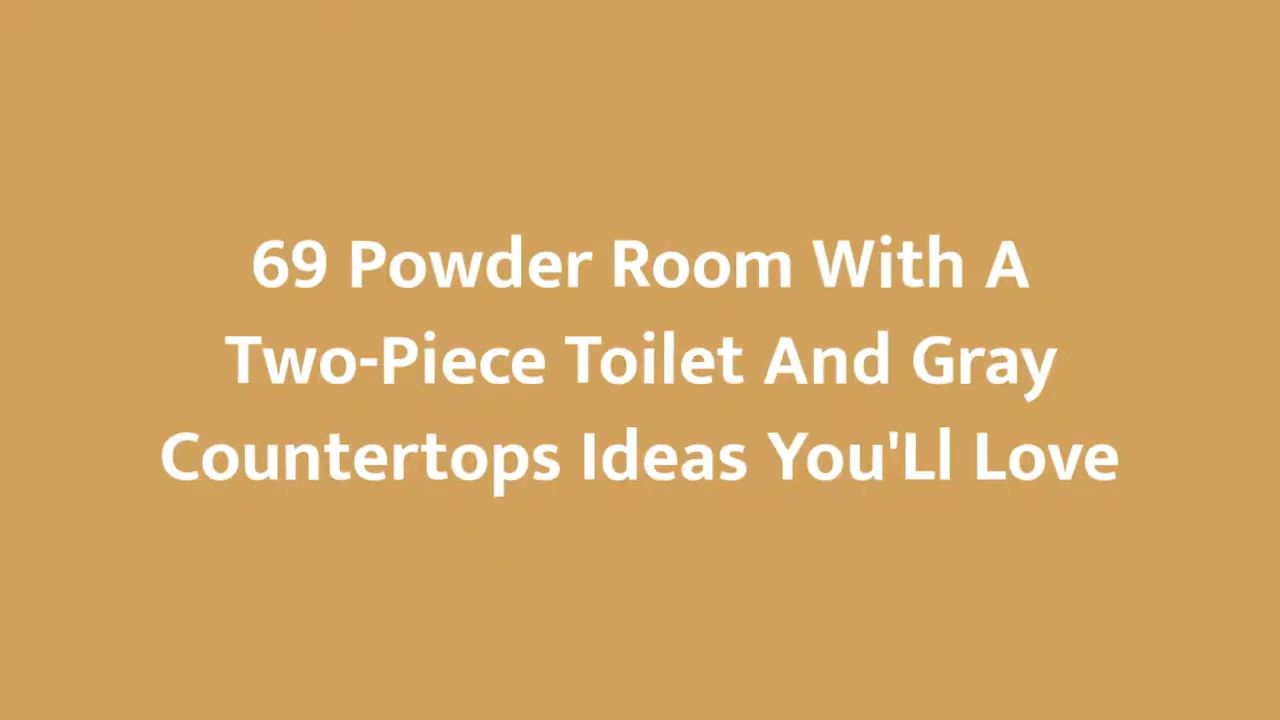 69 Powder Room With A
Two-Piece Toilet And Gray
Countertops Ideas You'Ll Love